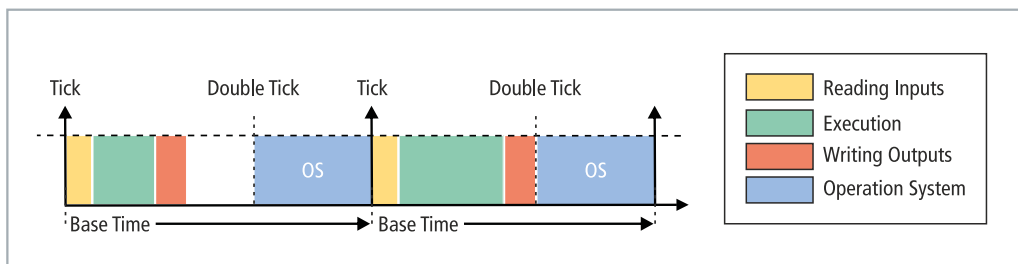 Tick
Double Tick
Tick
Double Tick
OS
OS
Base Time
Base Time
Reading Inputs
Execution
Writing Outputs
Operation System